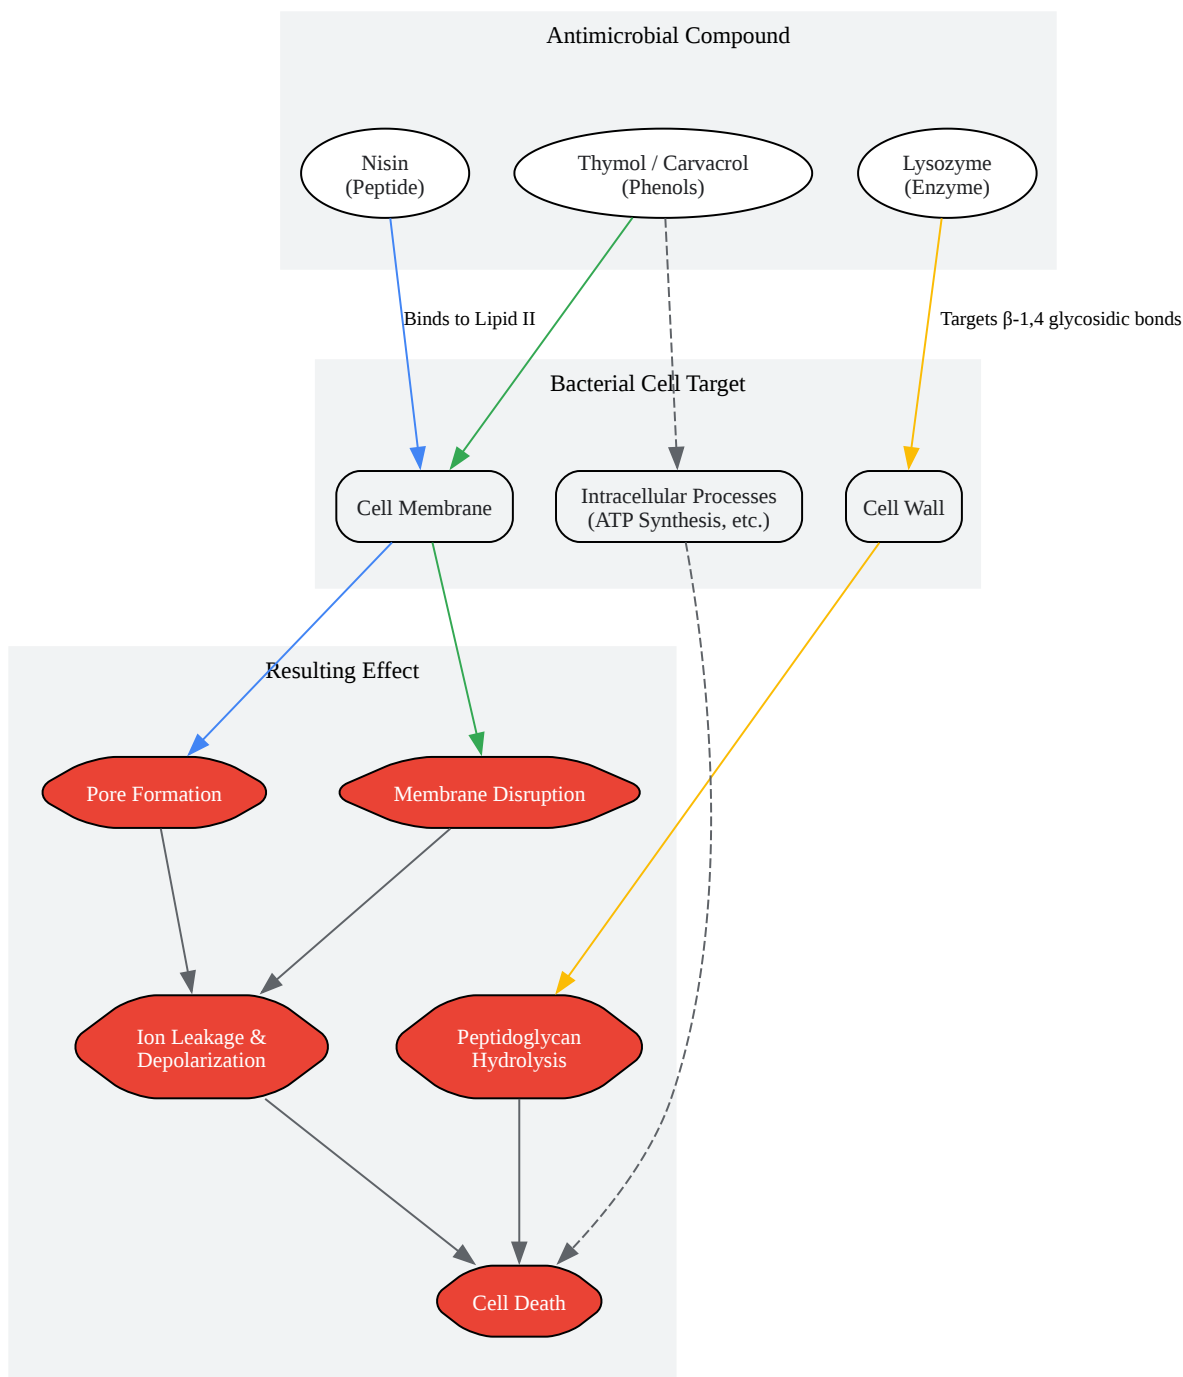 Antimicrobial Compound
Nisin
(Peptide)
Thymol / Carvacrol
(Phenols)
Lysozyme
(Enzyme)
Binds to Lipid II
Targets β-1,4 glycosidic bonds
Bacterial Cell Target
Cell Membrane
Intracellular Processes
(ATP Synthesis, etc.)
Cell Wall
Resulting Effect
Pore Formation
Membrane Disruption
Ion Leakage &
Depolarization
Peptidoglycan
Hydrolysis
Cell Death